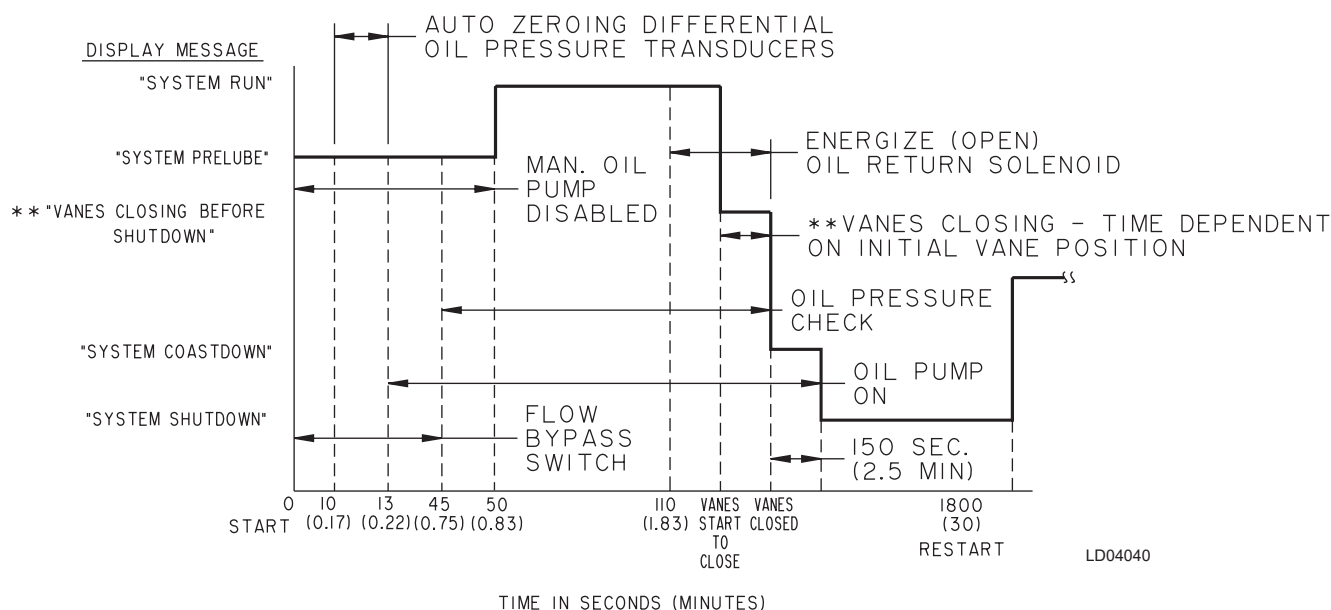 AUTO ZEROING DIFFERENTIAL
OIL PRESSURE TRANSDUCERS
DISPLAY MESSAGE
"SYSTEM RUN"
"SYSTEM PRELUBE"
**"VANES CLOSING BEFORE
SHUTDOWN"
"SYSTEM COASTDOWN"
"SYSTEM SHUTDOWN"
ENERGIZE (OPEN)
OIL RETURN SOLENOID
MAN. OIL
PUMP
DISABLED
**VANES CLOSING - TIME DEPENDENT
ON INITIAL VANE POSITION
OIL PRESSURE
CHECK
OIL PUMP
ON
FLOW
BYPASS
SWITCH
150 SEC.
(2.5 MIN)
0
START
10
(0.17)
13
(0.22)
45
(0.75)
50
(0.83)
110
(1.83)
VANES
START
TO
CLOSE
VANES
CLOSED
1800
(30)
RESTART
LD04040
TIME IN SECONDS (MINUTES)